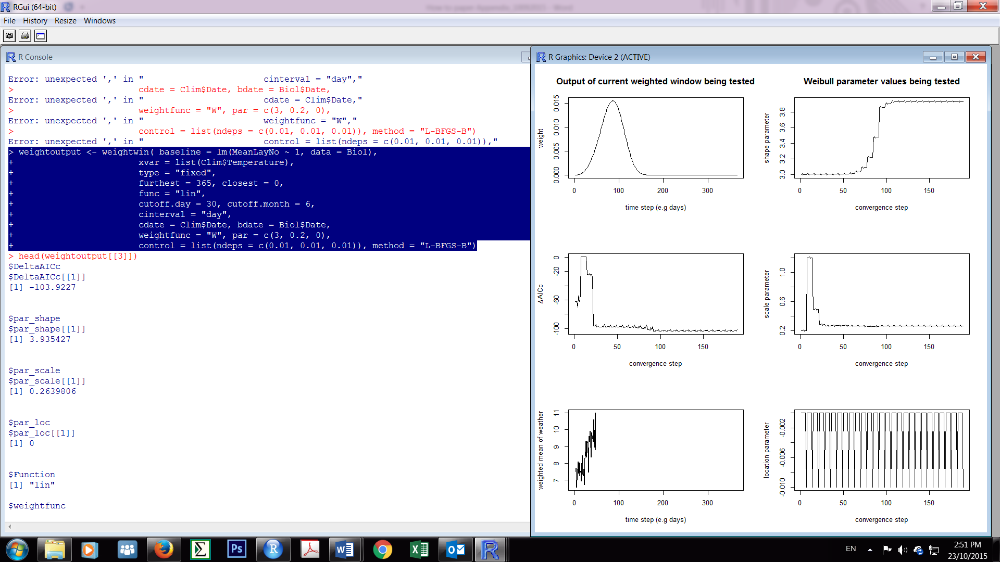 RGui (64-bit)
How to paper Appendix_10092015 - Word
File History Resize Windows
R Console
Error: unexpected ',' in " cinterval = "day","
> cdate = Clim$Date, bdate = Biol$Date,
Error: unexpected ',' in " cdate = Clim$Date,"
> weightfunc = "W", par = c(3, 0.2, 0),
Error: unexpected ',' in " weightfunc = "W","
> control = list(ndeps = c(0.01, 0.01, 0.01)), method = "L-BFGS-B")
Error: unexpected ',' in " control = list(ndeps = c(0.01, 0.01, 0.01)),"
> weightoutput <- weightwin( baseline = lm(MeanLayNo ~ 1, data = Biol),
+ xvar = list(Clim$Temperature),
+ type = "fixed",
+ furthest = 365, closest = 0,
+ func = "lin",
+ cutoff.day = 30, cutoff.month = 6,
+ cinterval = "day",
+ cdate = Clim$Date, bdate = Biol$Date,
+ weightfunc = "W", par = c(3, 0.2, 0),
+ control = list(ndeps = c(0.01, 0.01, 0.01)), method = "L-BFGS-B")
> head(weightoutput[[3]])
$DeltaAICc
$DeltaAICc[[1]]
[1] -103.9227
$par_shape
$par_shape[[1]]
[1] 3.935427
$par_scale
$par_scale[[1]]
[1] 0.2639806
$par_loc
$par_loc[[1]]
[1] 0
$Function
[1] "lin"
$weightfunc
R Graphics: Device 2 (ACTIVE)
Output of current weighted window being tested
weight
0.000 0.005 0.010 0.015
0 100 200 300
time step (e.g days)
Weibull parameter values being tested
shape parameter
3.0 3.2 3.4 3.6 3.8
0 50 100 150
convergence step
ΔAICc
-100 -60 -20 0
0 50 100 150
convergence step
scale parameter
0.2 0.6 1.0
0 50 100 150
convergence step
weighted mean of weather
7 8 9 10 11
0 100 200 300
time step (e.g days)
location parameter
-0.010 -0.006 -0.002
0 50 100 150
convergence step
EN
2:51 PM
23/10/2015